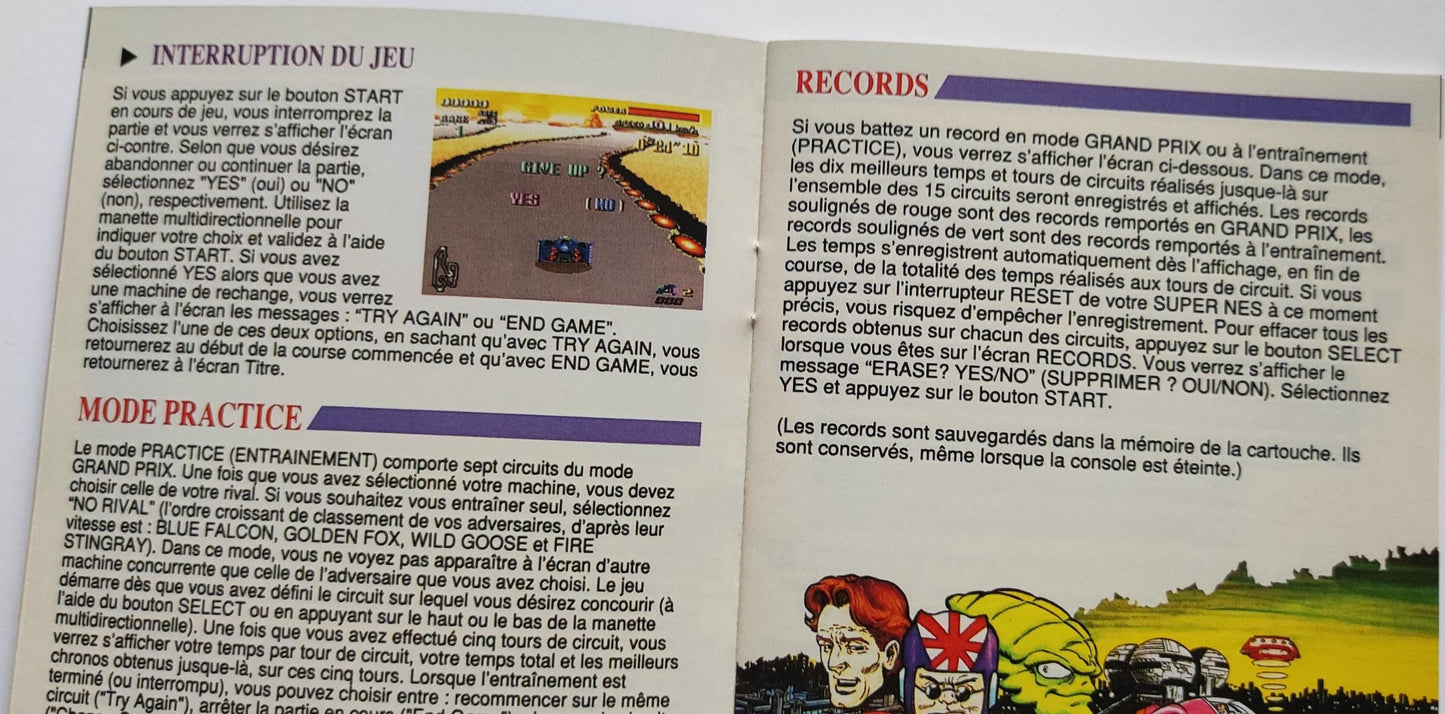 INTERRUPTION DU JEU
Si vous appuyez sur le bouton START
en cours de jeu, vous interromprez la
partie et vous verrez s'afficher l'écran
ci-contre. Selon que vous désirez
abandonner ou continuer la partie,
sélectionnez "YES" (oui) ou "NO"
(non), respectivement. Utilisez la
manette multidirectionnelle pour
indiquer votre choix et validez à l'aide
du bouton START. Si vous avez
sélectionné YES alors que vous avez
une machine de rechange, vous verrez
s'afficher à l'écran les messages : “TRY AGAIN” ou “END GAME”.
Choisissez l'une de ces deux options, en sachant qu'avec TRY AGAIN, vous
retournerez au début de la course commencée et qu'avec END GAME, vous
retournerez à l'écran Titre.
00000
POWER
RANK
1
GIVE UP ?
YES (NO)
2
MODE PRACTICE
Le mode PRACTICE (ENTRAINEMENT) comporte sept circuits du mode
GRAND PRIX. Une fois que vous avez sélectionné votre machine, vous devez
choisir celle de votre rival. Si vous souhaitez vous entraîner seul, sélectionnez
“NO RIVAL” (l'ordre croissant de classement de vos adversaires, d'après leur
vitesse est : BLUE FALCON, GOLDEN FOX, WILD GOOSE et FIRE
STINGRAY). Dans ce mode, vous ne voyez pas apparaître à l'écran d'autre
machine concurrente que celle de l'adversaire que vous avez choisi. Le jeu
démarre dès que vous avez défini le circuit sur lequel vous désirez concourir (à
l'aide du bouton SELECT ou en appuyant sur le haut ou le bas de la manette
multidirectionnelle). Une fois que vous avez effectué cinq tours de circuit, vous
verrez s'afficher votre temps par tour de circuit, votre temps total et les meilleurs
chronos obtenus jusque-là, sur ces cinq tours. Lorsque l'entraînement est
terminé (ou interrompu), vous pouvez choisir entre : recommencer sur le même
circuit ("Try Again"), arrêter la partie en cours
RECORDS
Si vous battez un record en mode GRAND PRIX ou à l'entraînement
(PRACTICE), vous verrez s'afficher l'écran ci-dessous. Dans ce mode,
les dix meilleurs temps et tours de circuits réalisés jusque-là sur
l'ensemble des 15 circuits seront enregistrés et affichés. Les records
soulignés de rouge sont des records remportés en GRAND PRIX, les
records soulignés de vert sont des records remportés à l'entraînement.
Les temps s'enregistrent automatiquement dès l'affichage, en fin de
course, de la totalité des temps réalisés aux tours de circuit. Si vous
appuyez sur l'interrupteur RESET de votre SUPER NES à ce moment
précis, vous risquez d'empêcher l'enregistrement. Pour effacer tous les
records obtenus sur chacun des circuits, appuyez sur le bouton SELECT
lorsque vous êtes sur l'écran RECORDS. Vous verrez s'afficher le
message “ERASE? YES/NO” (SUPPRIMER ? OUI/NON). Sélectionnez
YES et appuyez sur le bouton START.
(Les records sont sauvegardés dans la mémoire de la cartouche. Ils
sont conservés, même lorsque la console est éteinte.)